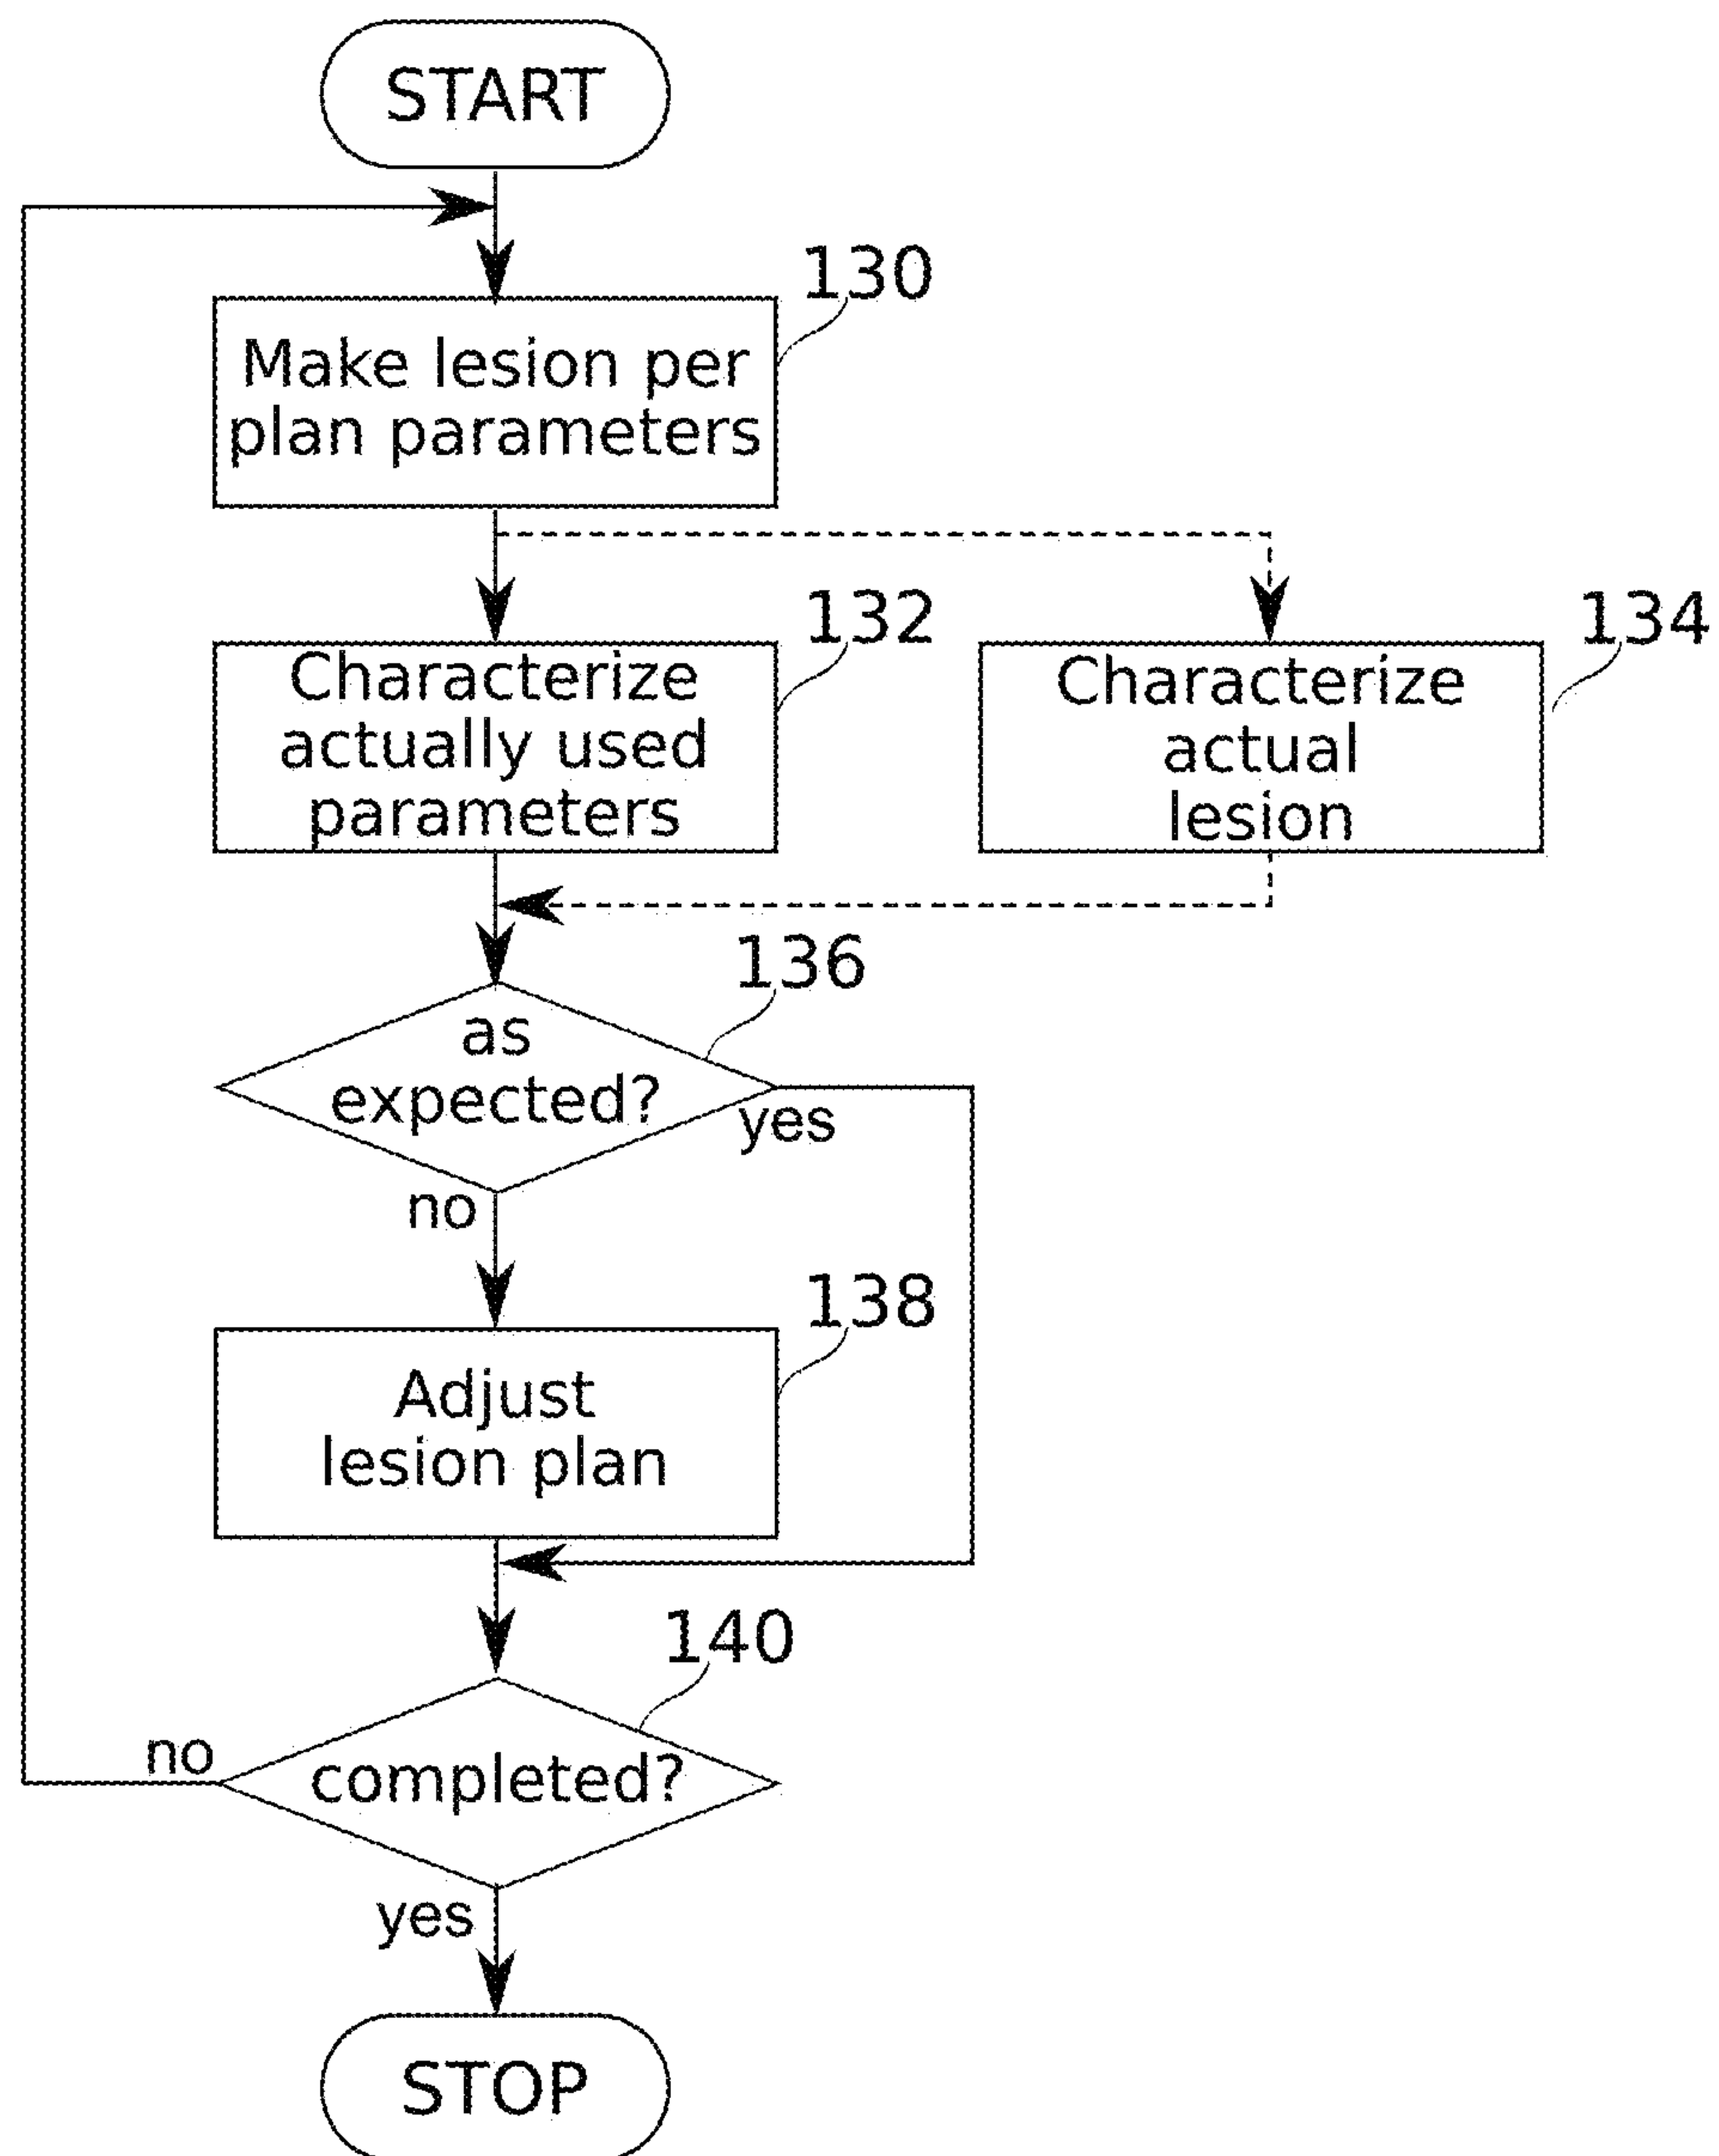 START
130
Make lesion per
plan parameters
132
Characterize
actually used
parameters
134
Characterize
actual
lesion
136
as
expected?
yes
no
138
Adjust
lesion plan
140
no
completed?
yes
STOP